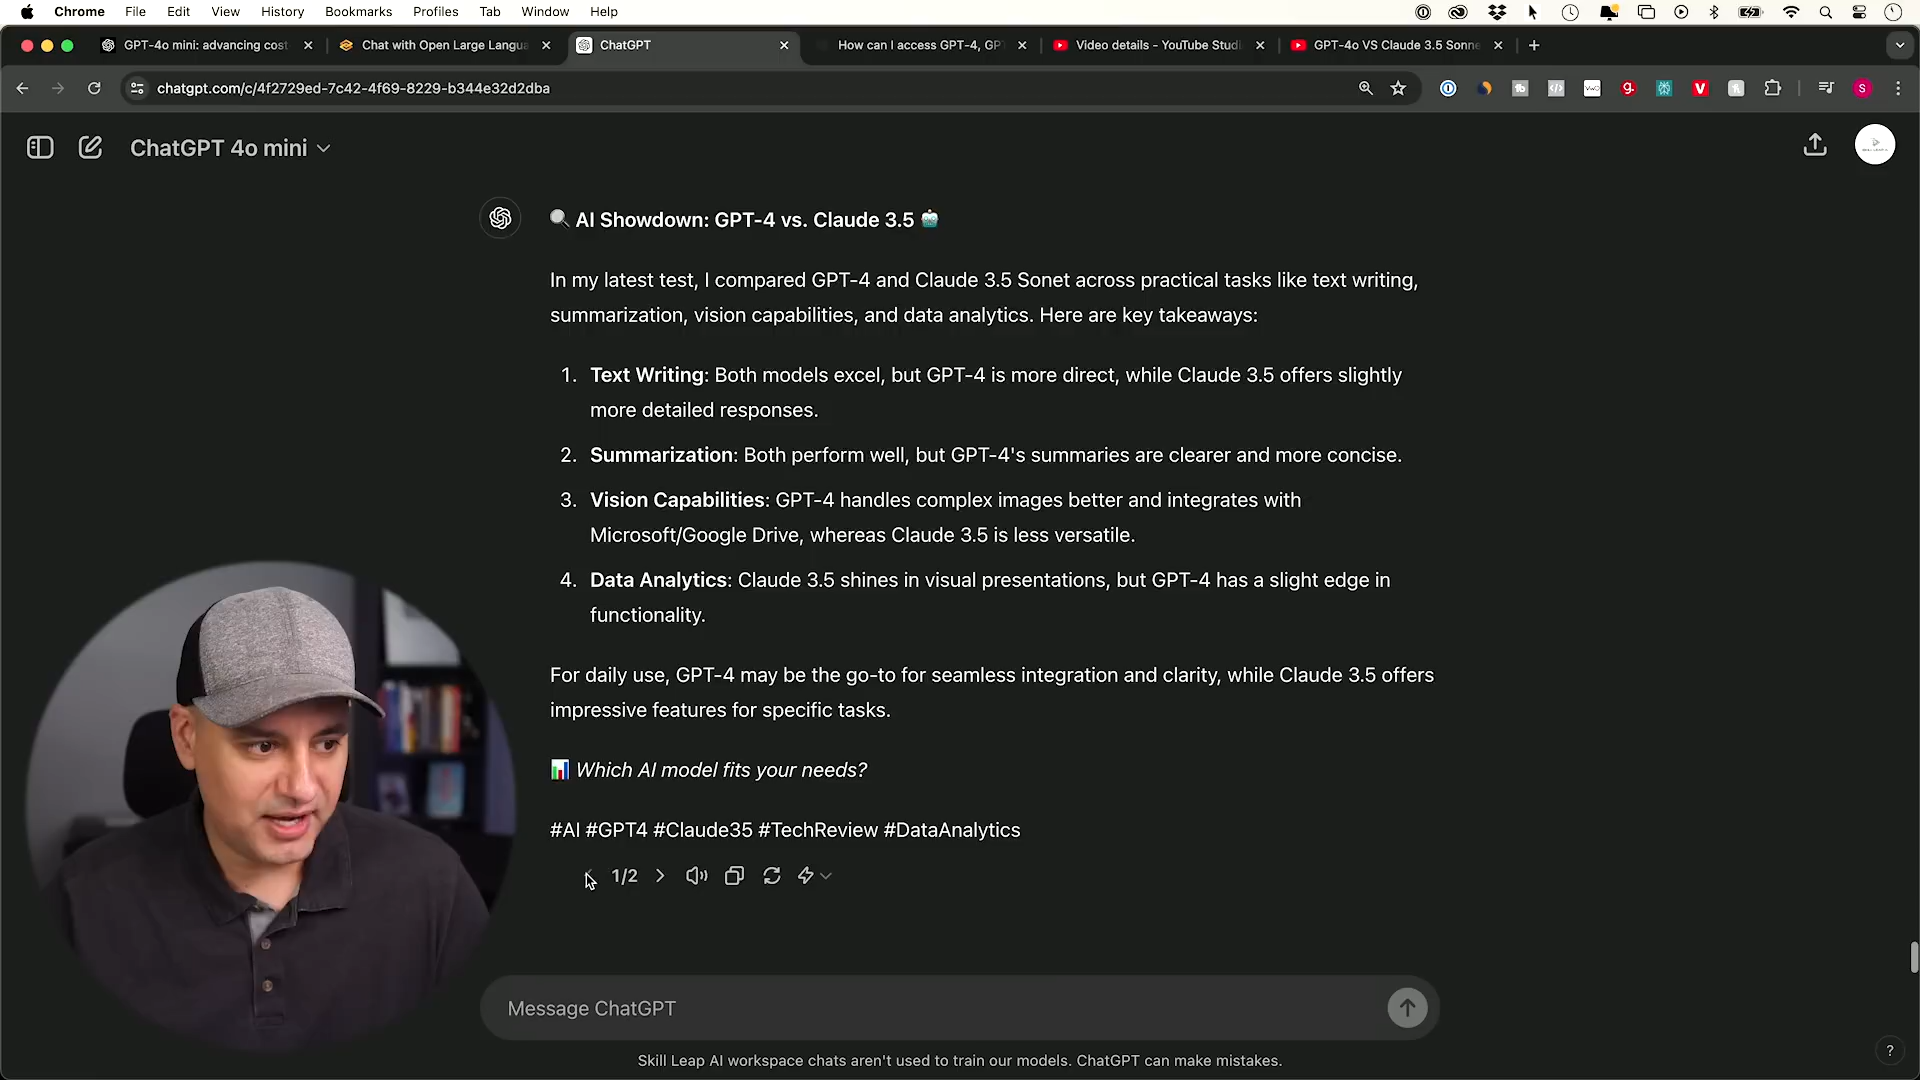 Chrome File Edit View History Bookmarks Profiles Tab Window Help
GPT-4o mini: advancing cost
Chat with Open Large Langua
ChatGPT
How can I access GPT-4, GP
Video details - YouTube Studi
GPT-4o VS Claude 3.5 Sonne
chatgpt.com/c/4f2729ed-7c42-4f69-8229-b344e32d2dba
ChatGPT 4o mini
🔍 AI Showdown: GPT-4 vs. Claude 3.5 🤖
In my latest test, I compared GPT-4 and Claude 3.5 Sonet across practical tasks like text writing,
summarization, vision capabilities, and data analytics. Here are key takeaways:
1. Text Writing: Both models excel, but GPT-4 is more direct, while Claude 3.5 offers slightly
more detailed responses.
2. Summarization: Both perform well, but GPT-4's summaries are clearer and more concise.
3. Vision Capabilities: GPT-4 handles complex images better and integrates with
Microsoft/Google Drive, whereas Claude 3.5 is less versatile.
4. Data Analytics: Claude 3.5 shines in visual presentations, but GPT-4 has a slight edge in
functionality.
For daily use, GPT-4 may be the go-to for seamless integration and clarity, while Claude 3.5 offers
impressive features for specific tasks.
📊 Which AI model fits your needs?
#AI #GPT4 #Claude35 #TechReview #DataAnalytics
1/2
Message ChatGPT
Skill Leap AI workspace chats aren't used to train our models. ChatGPT can make mistakes.
?